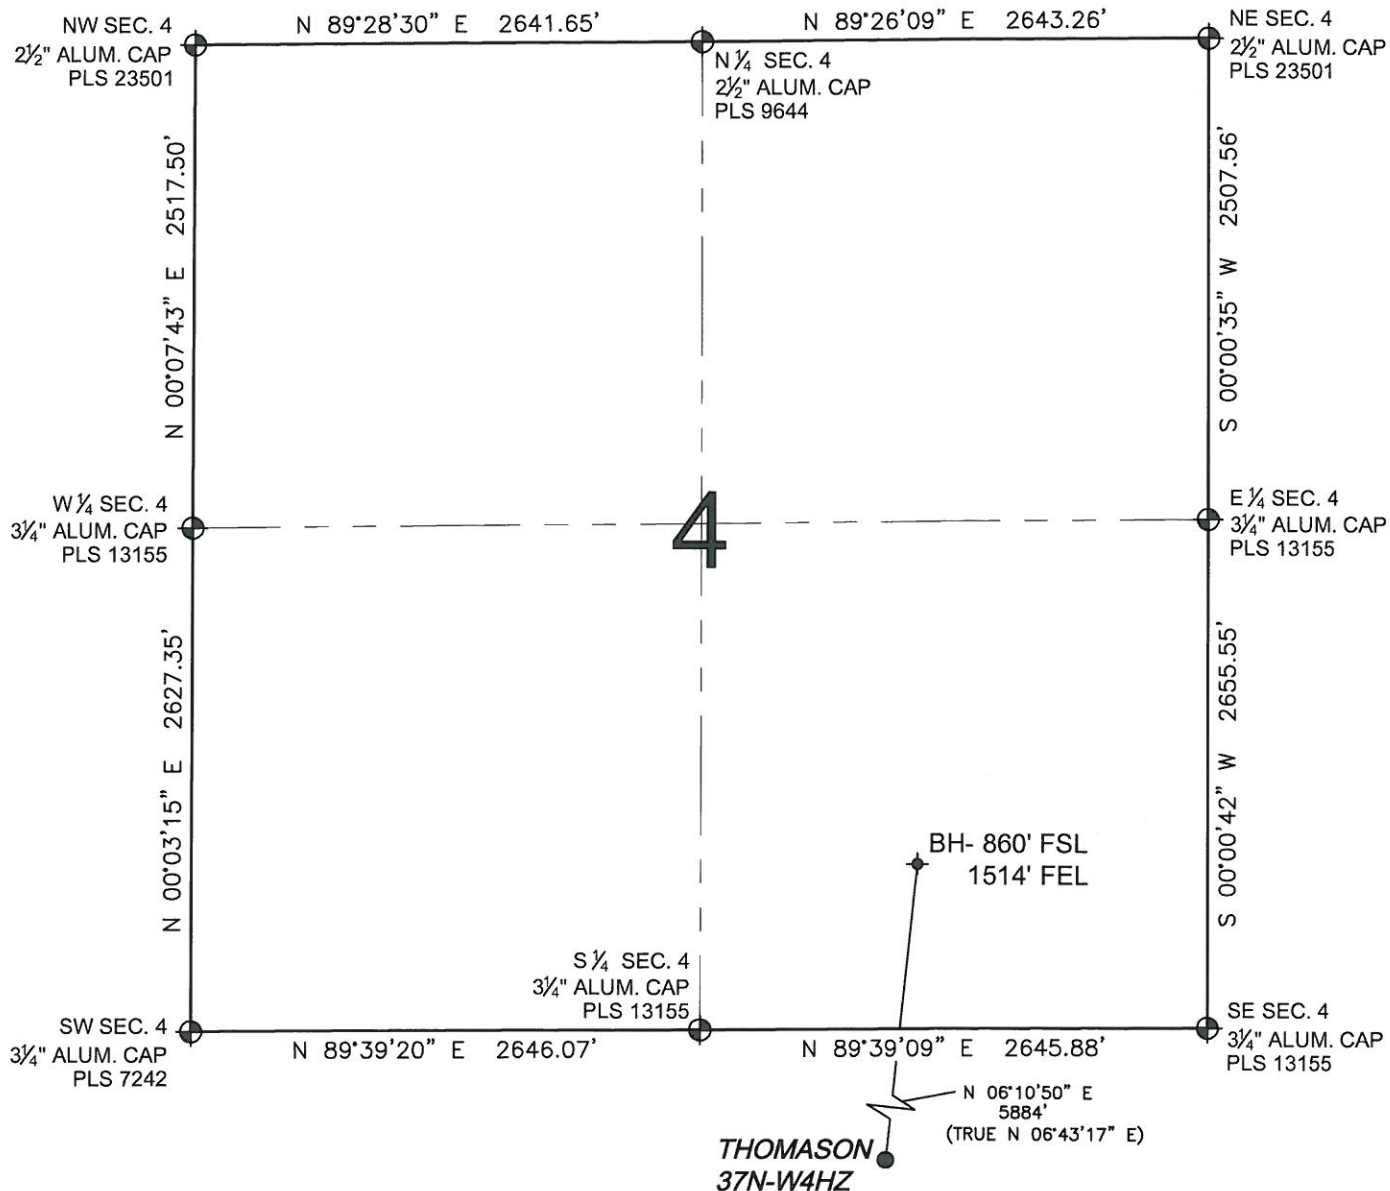 NW SEC. 4
2½" ALUM. CAP
PLS 23501
N 89°28'30" E 2641.65'
N 89°26'09" E 2643.26'
NE SEC. 4
2½" ALUM. CAP
PLS 23501
N ¼ SEC. 4
2½" ALUM. CAP
PLS 9644
N 00°07'43" E 2517.50'
S 00°00'35" W 2507.56'
W ¼ SEC. 4
3¼" ALUM. CAP
PLS 13155
4
E ¼ SEC. 4
3¼" ALUM. CAP
PLS 13155
N 00°03'15" E 2627.35'
S 00°00'42" W 2655.55'
BH- 860' FSL
1514' FEL
S ¼ SEC. 4
3¼" ALUM. CAP
PLS 13155
SW SEC. 4
3¼" ALUM. CAP
PLS 7242
N 89°39'20" E 2646.07'
N 89°39'09" E 2645.88'
SE SEC. 4
3¼" ALUM. CAP
PLS 13155
N 06°10'50" E
5884'
(TRUE N 06°43'17" E)
THOMASON
37N-W4HZ